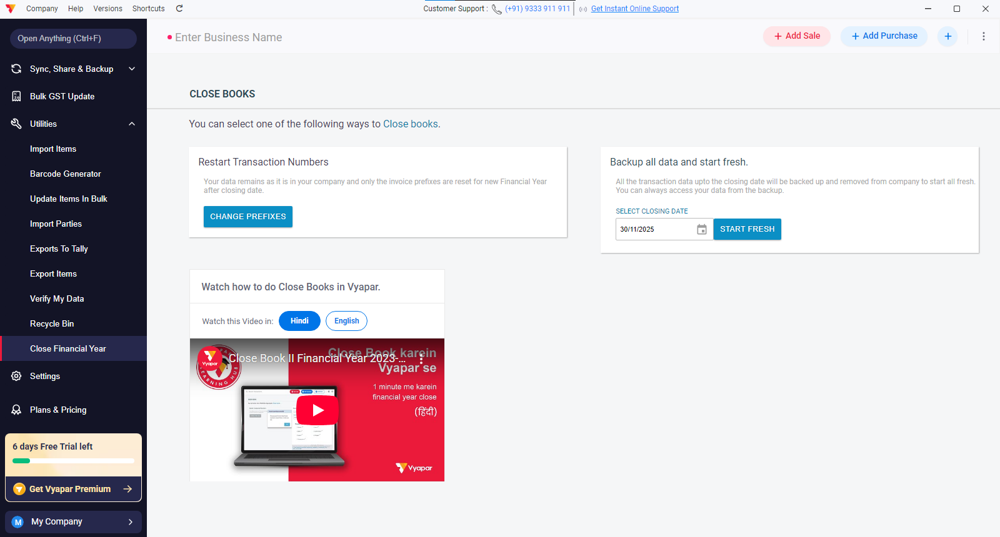 Company Help Versions Shortcuts
Customer Support : (+91) 9333 911 911 Get Instant Online Support
Open Anything (Ctrl+F)
Sync, Share & Backup
Bulk GST Update
Utilities
Import Items
Barcode Generator
Update Items In Bulk
Import Parties
Exports To Tally
Export Items
Verify My Data
Recycle Bin
Close Financial Year
Settings
Plans & Pricing
6 days Free Trial left
Get Vyapar Premium
M My Company
Enter Business Name
Add Sale
Add Purchase
CLOSE BOOKS
You can select one of the following ways to Close books.
Restart Transaction Numbers
Your data remains as it is in your company and only the invoice prefixes are reset for new Financial Year
after closing date.
CHANGE PREFIXES
Backup all data and start fresh.
All the transaction data upto the closing date will be backed up and removed from company to start all fresh.
You can always access your data from the backup.
SELECT CLOSING DATE
30/11/2025
START FRESH
Watch how to do Close Books in Vyapar.
Watch this Video in: Hindi English
Vyapar
Close Book II Financial Year 2023-...
LEARNING HUB
Close Book karein
Vyapar se
1 minute me karein
financial year close
(हिंदी)
Vyapar